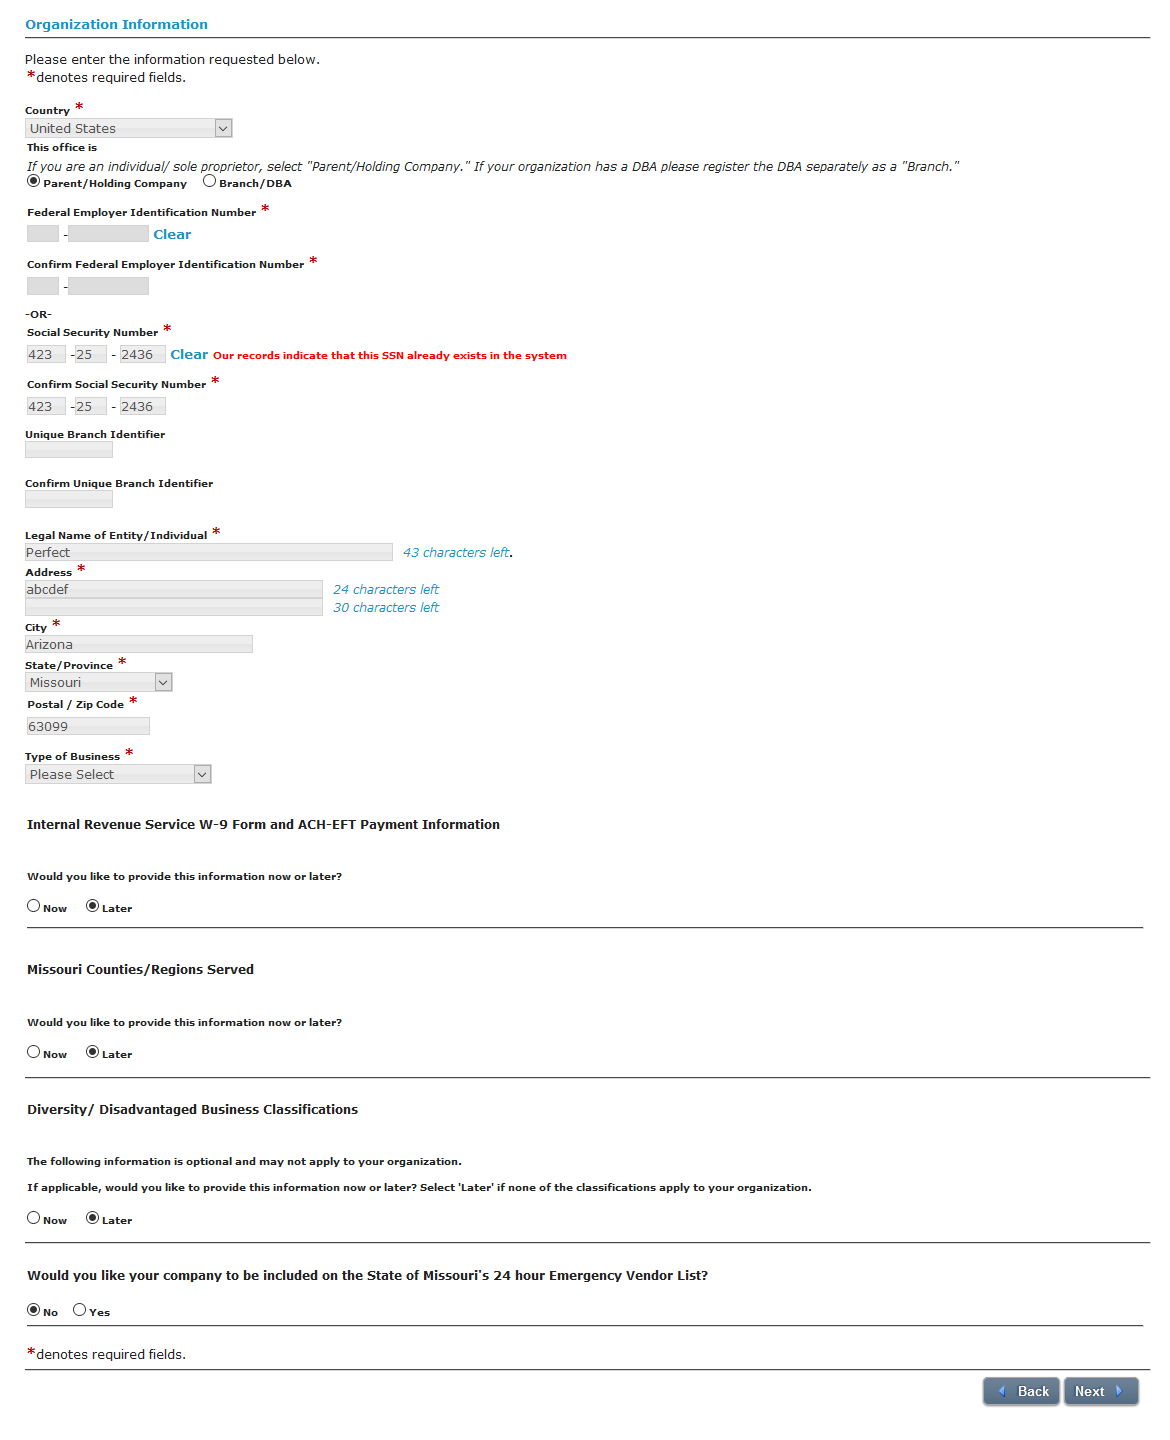 Organization Information
Please enter the information requested below.
*denotes required fields.
Country *
United States
This office is
If you are an individual/ sole proprietor, select "Parent/Holding Company." If your organization has a DBA please register the DBA separately as a "Branch."
Parent/Holding Company Branch/DBA
Federal Employer Identification Number *
- Clear
Confirm Federal Employer Identification Number *
-
-OR-
Social Security Number *
423 -25 - 2436 Clear Our records indicate that this SSN already exists in the system
Confirm Social Security Number *
423 -25 - 2436
Unique Branch Identifier
Confirm Unique Branch Identifier
Legal Name of Entity/Individual *
Perfect 43 characters left.
Address *
abcdef 24 characters left
30 characters left
City *
Arizona
State/Province *
Missouri
Postal / Zip Code *
63099
Type of Business *
Please Select
Internal Revenue Service W-9 Form and ACH-EFT Payment Information
Would you like to provide this information now or later?
Now Later
Missouri Counties/Regions Served
Would you like to provide this information now or later?
Now Later
Diversity/ Disadvantaged Business Classifications
The following information is optional and may not apply to your organization.
If applicable, would you like to provide this information now or later? Select 'Later' if none of the classifications apply to your organization.
Now Later
Would you like your company to be included on the State of Missouri's 24 hour Emergency Vendor List?
No Yes
*denotes required fields.
Back Next